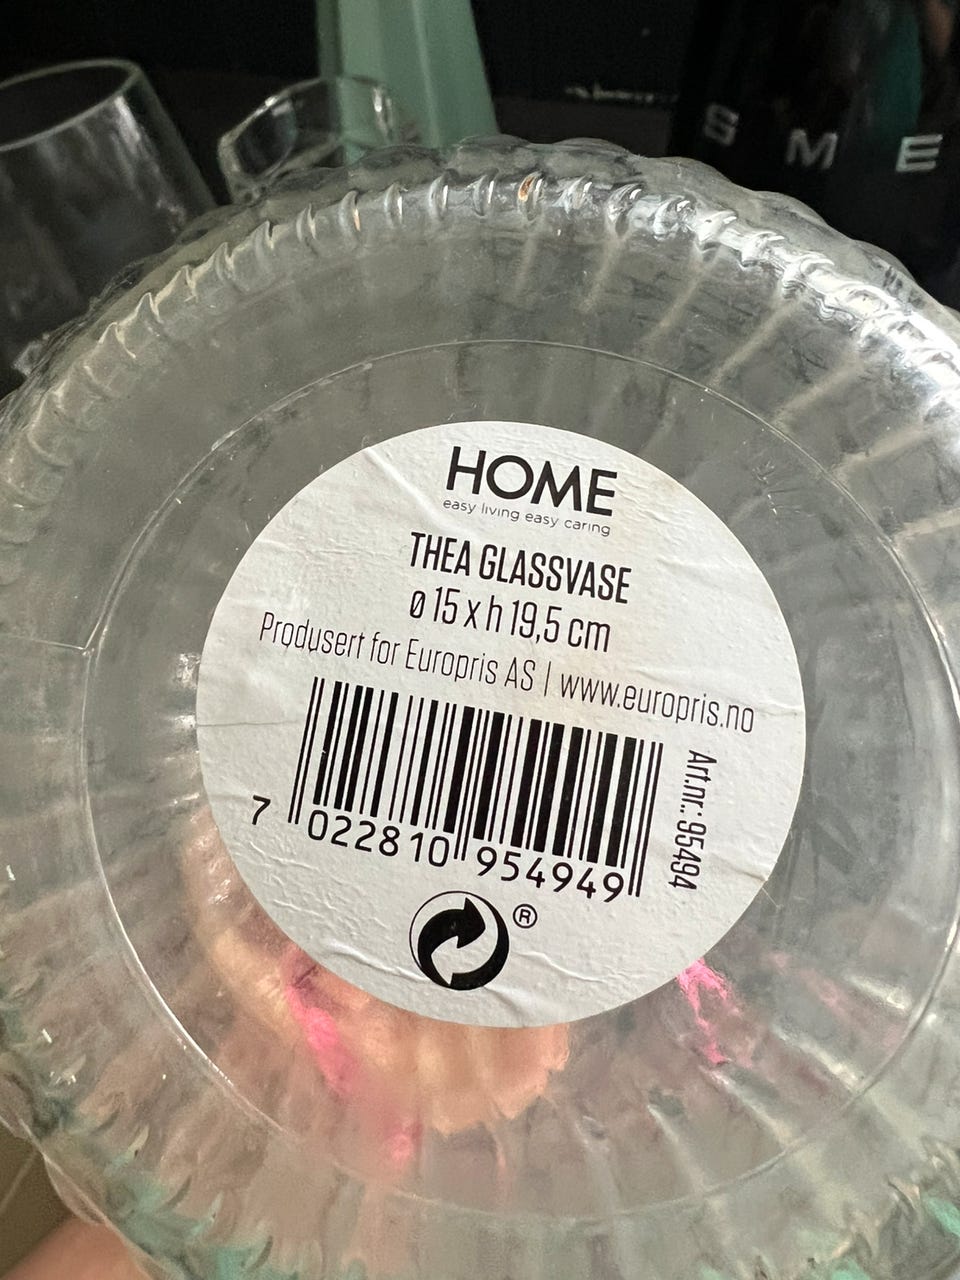 S M E
HOME
easy living easy caring
THEA GLASSVASE
ø 15 x h 19,5 cm
Produsert for Europris AS | www.europris.no
Art.nr.: 95494
7 022810 954949
®